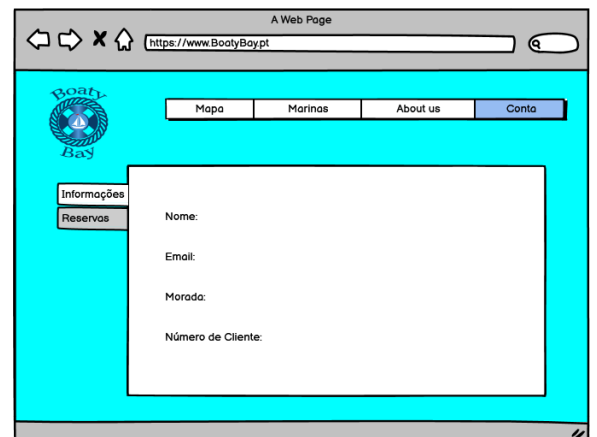 A Web Page
https://www.BoatyBay.pt
Boaty
Bay
Mapa
Marinas
About us
Conta
Informações
Reservas
Nome:
Email:
Morada:
Número de Cliente: